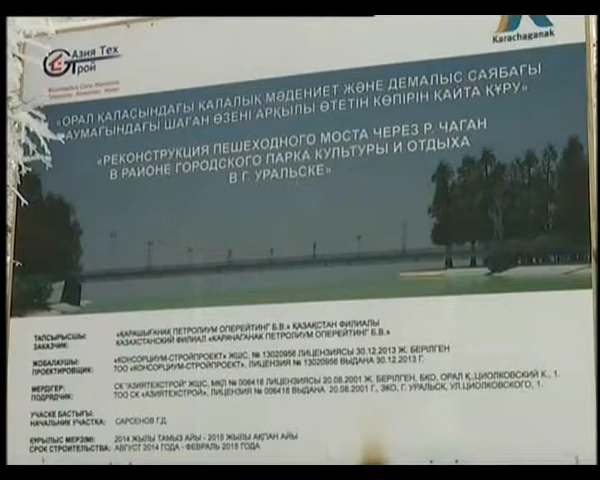 Азия Тех
Трой
Karachaganak
«ОРАЛ ҚАЛАСЫНДАҒЫ ҚАЛАЛЫҚ МӘДЕНИЕТ ЖӘНЕ ДЕМАЛЫС САЯБАҒЫ
АУМАҒЫНДАҒЫ ШАҒАН ӨЗЕНІ АРҚЫЛЫ ӨТЕТІН КӨПІРІН ҚАЙТА ҚҰРУ»
«РЕКОНСТРУКЦИЯ ПЕШЕХОДНОГО МОСТА ЧЕРЕЗ Р. ЧАГАН
В РАЙОНЕ ГОРОДСКОГО ПАРКА КУЛЬТУРЫ И ОТДЫХА
В Г. УРАЛЬСКЕ»
ТАПСЫРЫСШЫ: «ҚАРАШЫҒАНАҚ ПЕТРОЛИУМ ОПЕРЕЙТИНГ Б.В.» ҚАЗАҚСТАН ФИЛИАЛЫ
ЗАКАЗЧИК: КАЗАХСТАНСКИЙ ФИЛИАЛ «КАРАЧАГАНАК ПЕТРОЛИУМ ОПЕРЕЙТИНГ Б.В.»
ЖОБАЛАУШЫ: «КОНСОРЦИУМ-СТРОЙПРОЕКТ» ЖШС, № 13020956 ЛИЦЕНЗИЯСЫ 30.12.2013 Ж. БЕРІЛГЕН
ПРОЕКТИРОВЩИК: ТОО «КОНСОРЦИУМ-СТРОЙПРОЕКТ», ЛИЦЕНЗИЯ № 13020956 ВЫДАНА 30.12.2013 Г.
МЕРДІГЕР: СК "АЗИЯТЕХСТРОЙ" ЖШС, МҚЛ № 006418 ЛИЦЕНЗИЯСЫ 20.08.2001 Ж. БЕРІЛГЕН, БҚО, ОРАЛ Қ.,ЦИОЛКОВСКИЙ К., 1.
ПОДРЯДЧИК: ТОО СК «АЗИЯТЕХСТРОЙ», ЛИЦЕНЗИЯ № 006418 ВЫДАНА 20.08.2001 Г., ЗКО, Г. УРАЛЬСК, УЛ.ЦИОЛКОВСКОГО, 1.
УЧАСКЕ БАСТЫҒЫ:
НАЧАЛЬНИК УЧАСТКА: САРСЕНОВ Г.Д.
ҚҰРЫЛЫС МЕРЗІМІ: 2014 ЖЫЛЫ ТАМЫЗ АЙЫ - 2015 ЖЫЛЫ АҚПАН АЙЫ
СРОК СТРОИТЕЛЬСТВА: АВГУСТ 2014 ГОДА - ФЕВРАЛЬ 2015 ГОДА